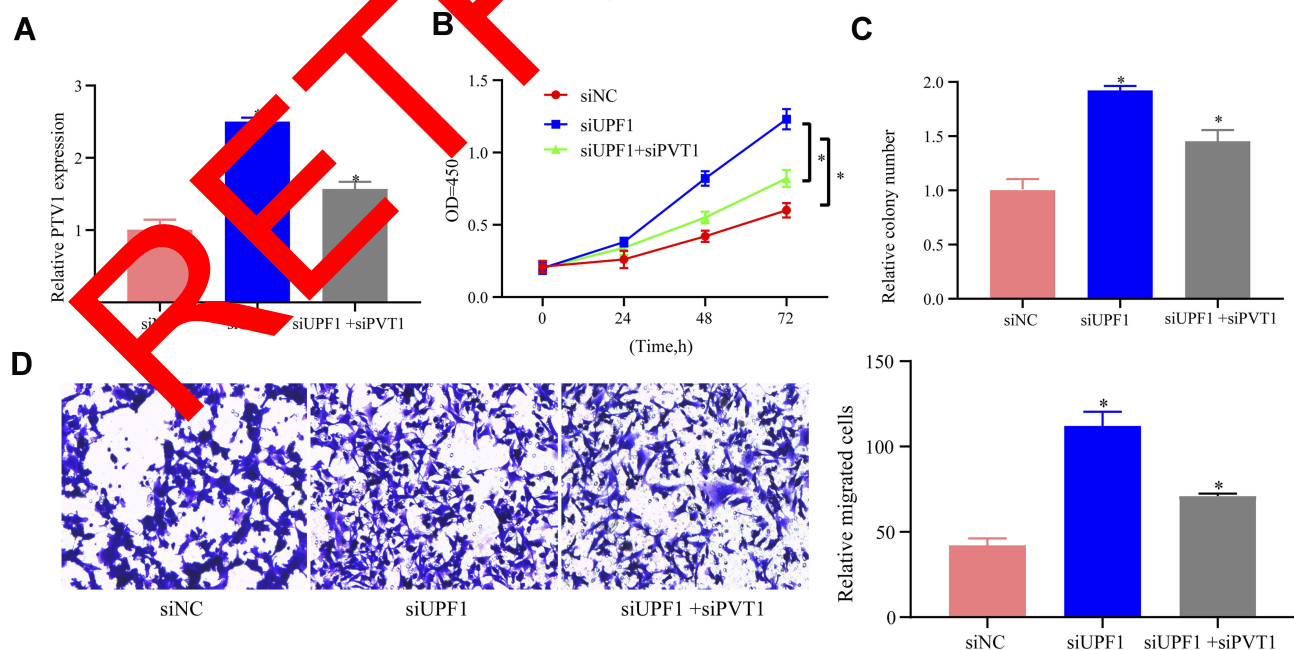 A
Relative PTV1 expression
3
2
1
siUPF1 +siPVT1
*
*
B
OD=450
1.5
1.0
0.5
0.0
siNC
siUPF1
siUPF1+siPVT1
*
*
0 24 48 72
(Time,h)
C
Relative colony number
2.0
1.5
1.0
0.5
0.0
*
*
siNC siUPF1 siUPF1 +siPVT1
D
siNC siUPF1 siUPF1 +siPVT1
Relative migrated cells
150
100
50
0
*
*
siNC siUPF1 siUPF1 +siPVT1
RET